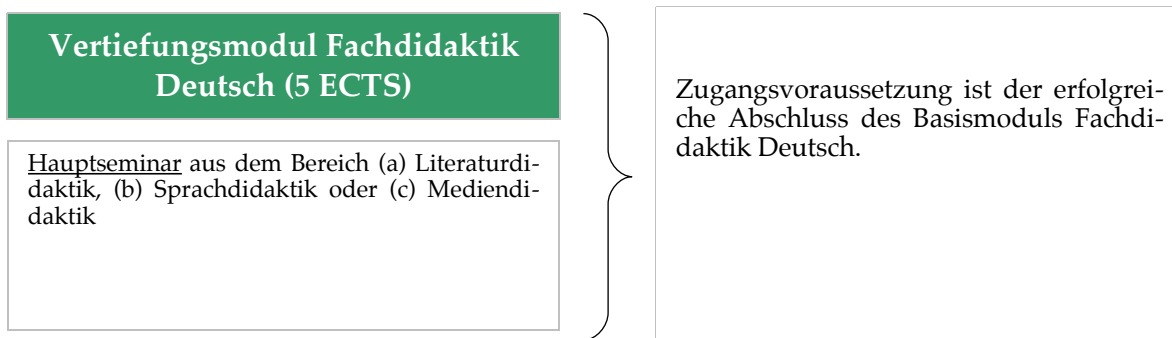 Vertiefungsmodul Fachdidaktik
Deutsch (5 ECTS)
Hauptseminar aus dem Bereich (a) Literaturdi-
daktik, (b) Sprachdidaktik oder (c) Mediendi-
daktik
Zugangsvoraussetzung ist der erfolgrei-
che Abschluss des Basismoduls Fachdi-
daktik Deutsch.